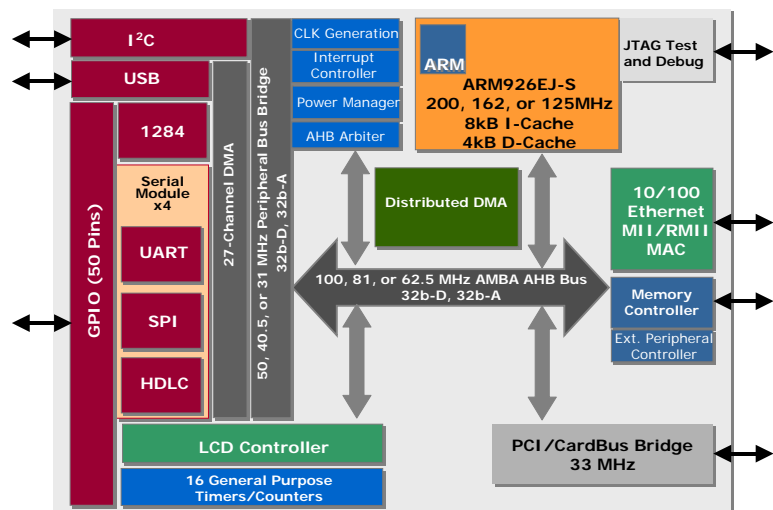 I²C
USB
1284
Serial
Module
x4
UART
SPI
HDLC
GPIO (50 Pins)
27-Channel DMA
50, 40.5, or 31 MHz Peripheral Bus Bridge
32b-D, 32b-A
CLK Generation
Interrupt
Controller
Power Manager
AHB Arbiter
ARM
ARM926EJ-S
200, 162, or 125MHz
8kB I-Cache
4kB D-Cache
JTAG Test
and Debug
Distributed DMA
10/100
Ethernet
MII/RMII
MAC
100, 81, or 62.5 MHz AMBA AHB Bus
32b-D, 32b-A
Memory
Controller
Ext. Peripheral
Controller
LCD Controller
16 General Purpose
Timers/Counters
PCI/CardBus Bridge
33 MHz